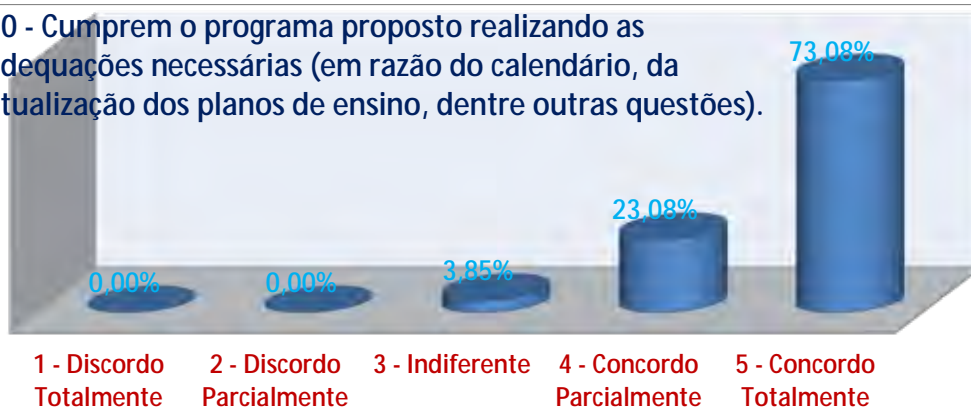 0 - Cumprem o programa proposto realizando as
dequações necessárias (em razão do calendário, da
tualização dos planos de ensino, dentre outras questões).
73,08%
23,08%
3,85%
0,00% 0,00%
1 - Discordo 2 - Discordo 3 - Indiferente 4 - Concordo 5 - Concordo
Totalmente Parcialmente Parcialmente Totalmente